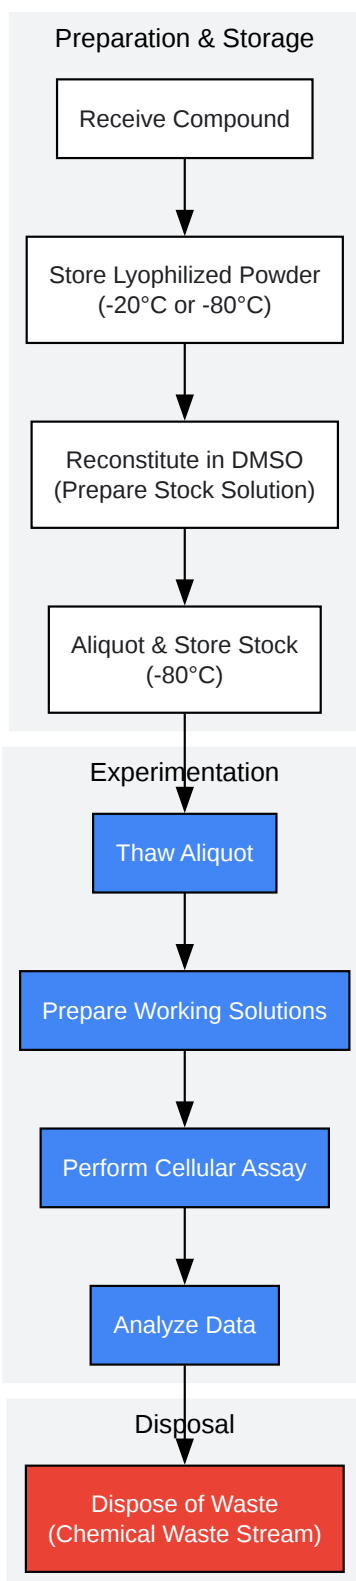 Preparation & Storage
Receive Compound
Store Lyophilized Powder
(-20°C or -80°C)
Reconstitute in DMSO
(Prepare Stock Solution)
Aliquot & Store Stock
(-80°C)
Experimentation
Thaw Aliquot
Prepare Working Solutions
Perform Cellular Assay
Analyze Data
Disposal
Dispose of Waste
(Chemical Waste Stream)